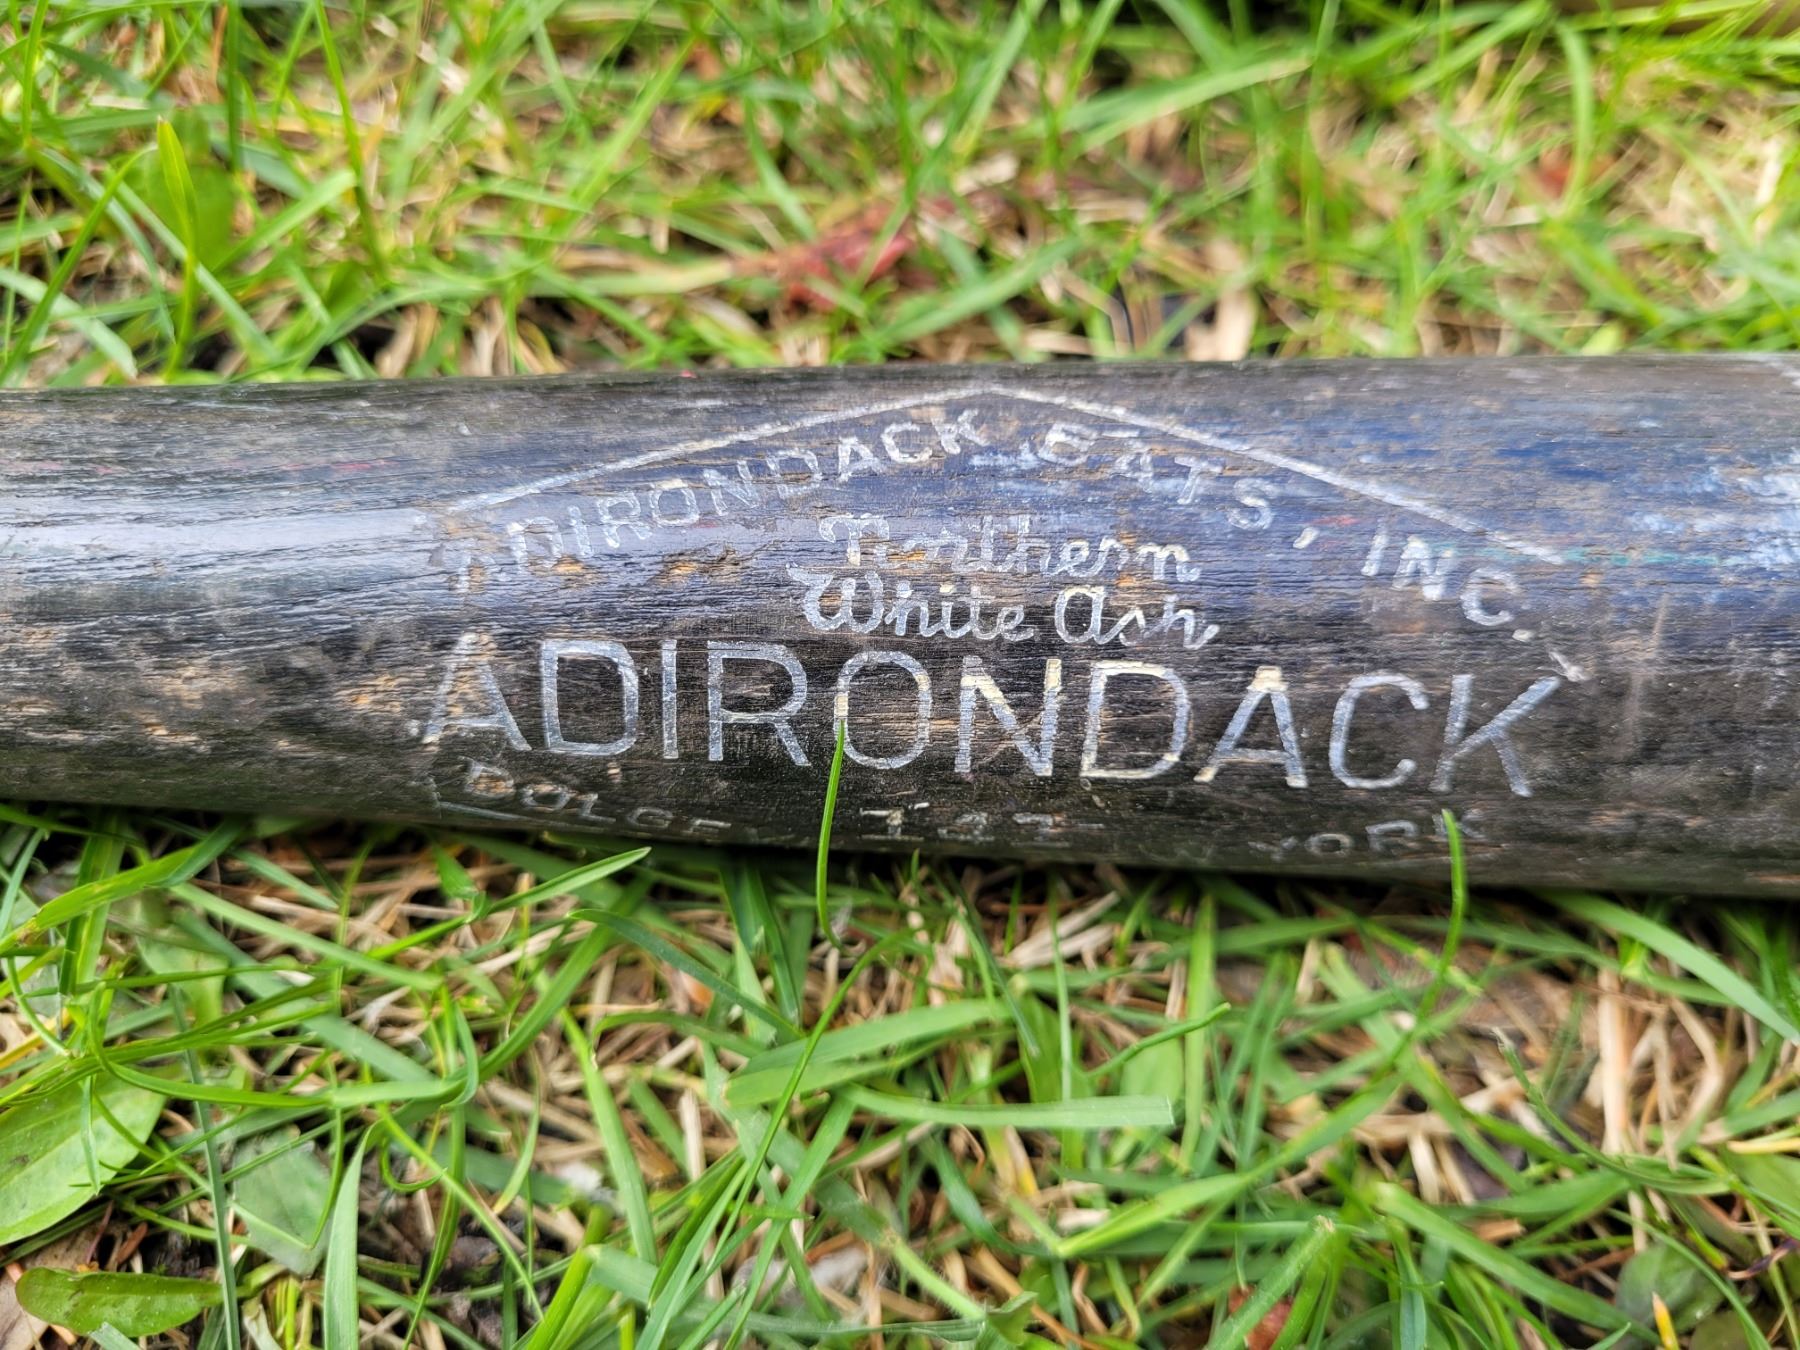 ADIRONDACK BATS, INC.
Northern
White Ash
ADIRONDACK
YORK